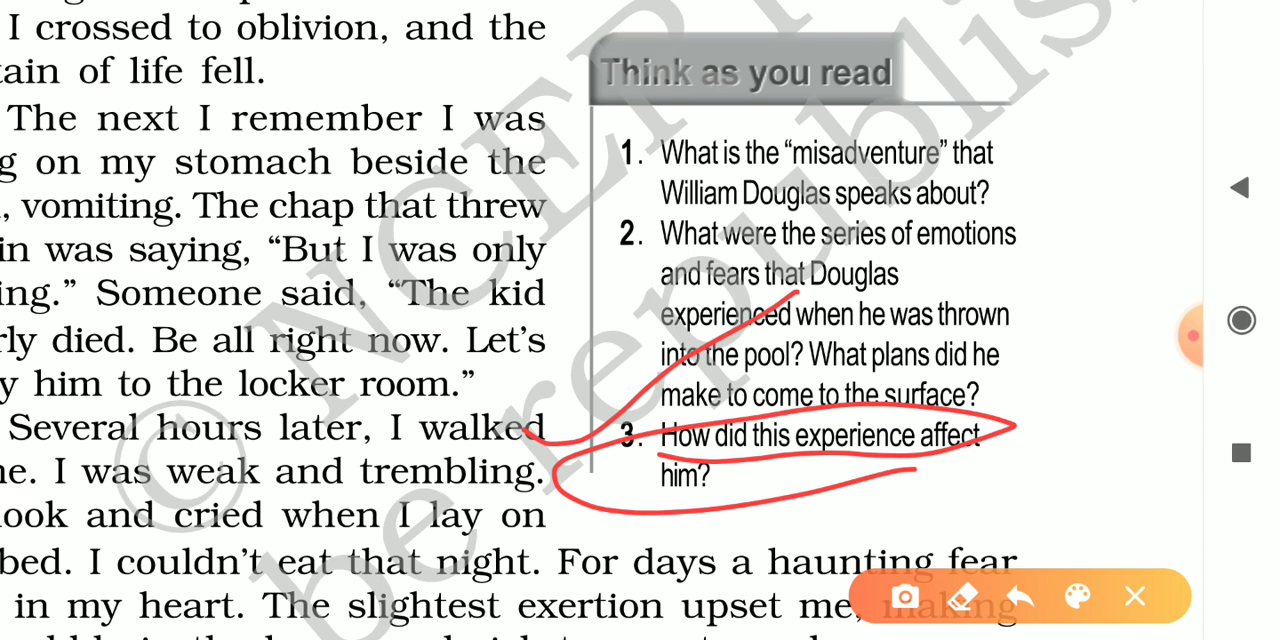 I crossed to oblivion, and the
tain of life fell.
The next I remember I was
g on my stomach beside the
, vomiting. The chap that threw
in was saying, “But I was only
ing.” Someone said, “The kid
rly died. Be all right now. Let’s
y him to the locker room.”
Several hours later, I walked
ne. I was weak and trembling.
ook and cried when I lay on
bed. I couldn’t eat that night. For days a haunting fear
in my heart. The slightest exertion upset me, making
Think as you read
1. What is the “misadventure” that
William Douglas speaks about?
2. What were the series of emotions
and fears that Douglas
experienced when he was thrown
into the pool? What plans did he
make to come to the surface?
3. How did this experience affect
him?
© NCERT
be republis